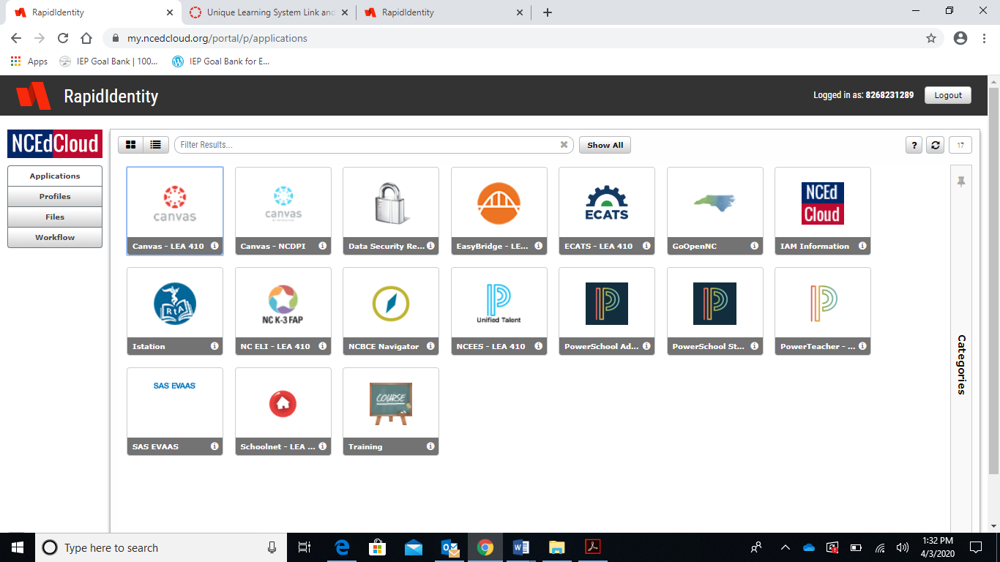 RapidIdentity
Unique Learning System Link and
RapidIdentity
my.ncedcloud.org/portal/p/applications
Apps
IEP Goal Bank | 100...
IEP Goal Bank for E...
RapidIdentity
Logged in as: 8268231289
Logout
NCEdCloud
Applications
Profiles
Files
Workflow
Filter Results...
Show All
?
17
canvas
Canvas - LEA 410
canvas
Canvas - NCDPI
Data Security Re...
EasyBridge - LE...
ECATS
ECATS - LEA 410
GoOpenNC
NCEd
Cloud
IAM Information
RtA
Istation
NC K-3 FAP
NC ELI - LEA 410
NCBCE Navigator
Unified Talent
NCEES - LEA 410
PowerSchool Ad...
PowerSchool St...
PowerTeacher - ...
SAS EVAAS
SAS EVAAS
Schoolnet - LEA ...
COURSE
Training
Categories
Type here to search
1:32 PM
4/3/2020